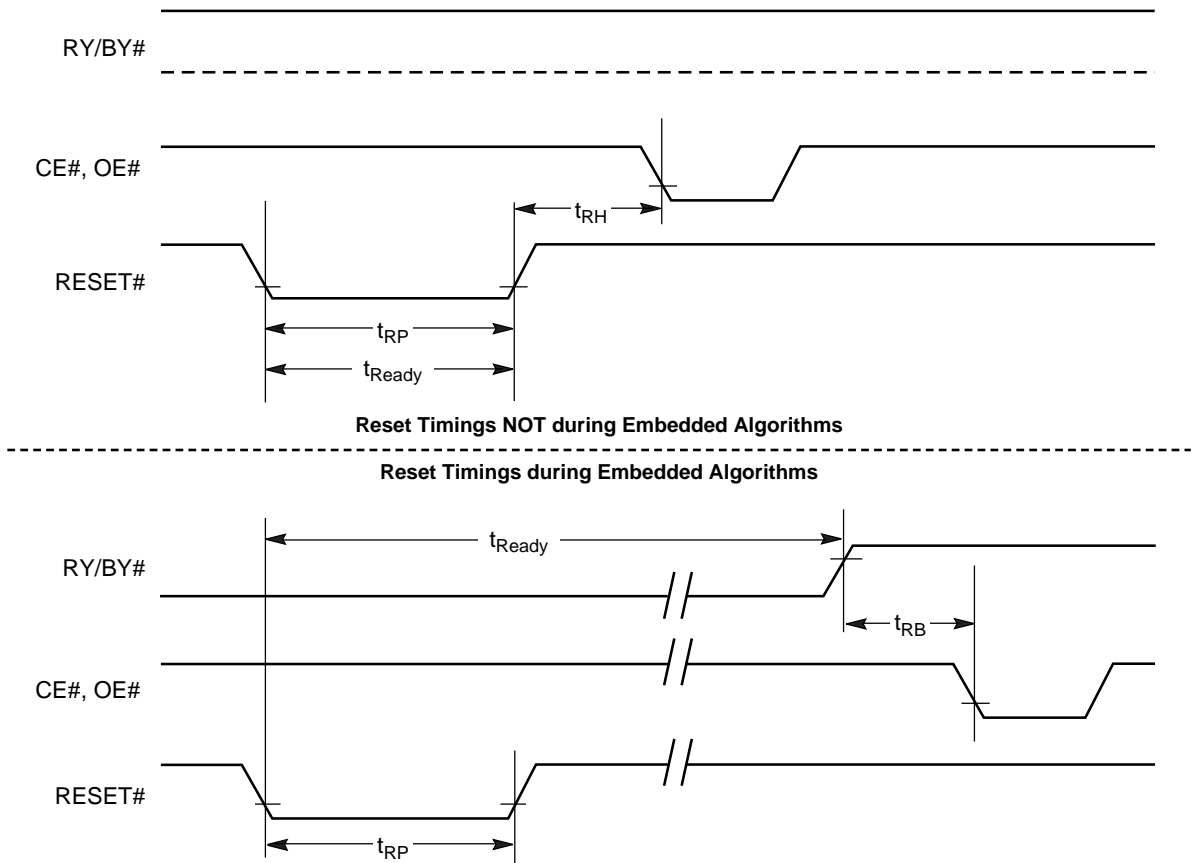 RY/BY#
CE#, OE#
tRH
RESET#
tRP
tReady
Reset Timings NOT during Embedded Algorithms
Reset Timings during Embedded Algorithms
tReady
RY/BY#
tRB
CE#, OE#
RESET#
tRP